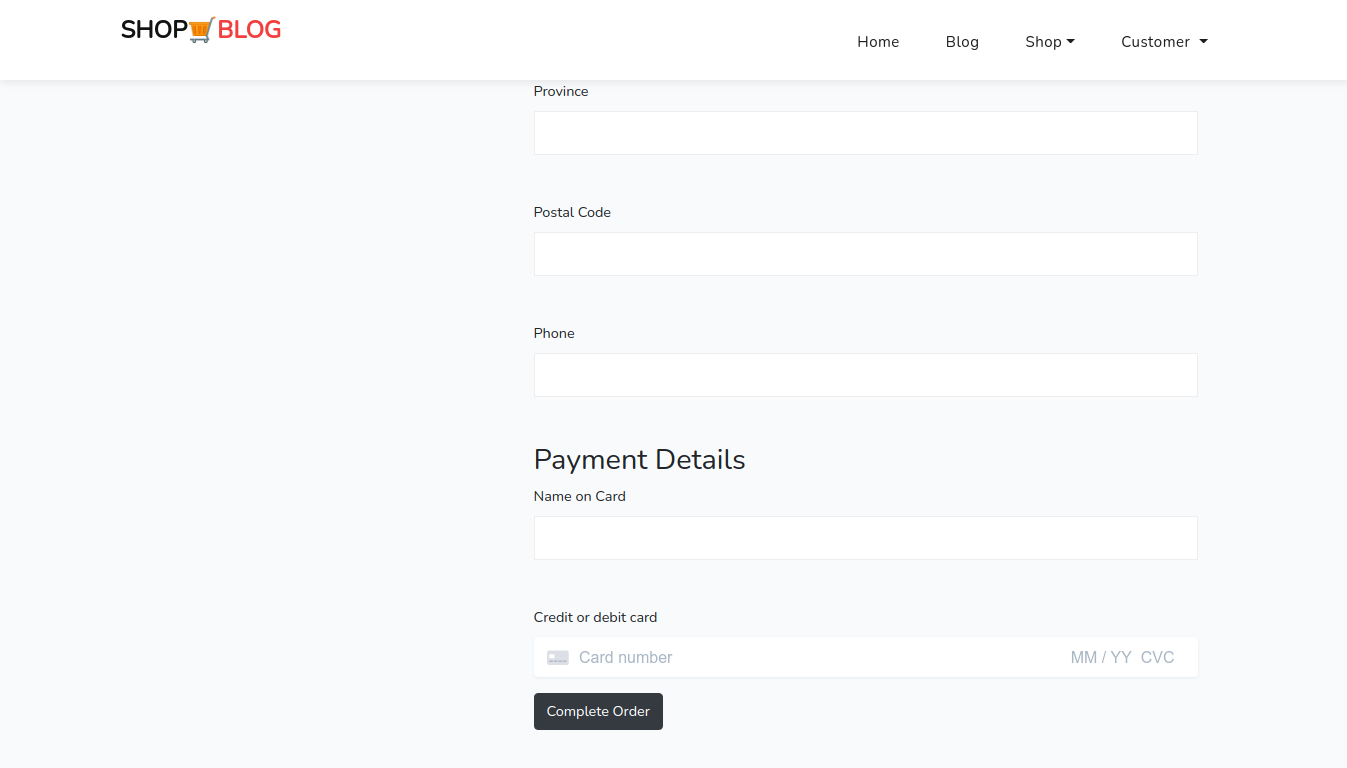 SHOP BLOG
Home Blog Shop Customer
Province
Postal Code
Phone
Payment Details
Name on Card
Credit or debit card
Card number MM / YY CVC
Complete Order